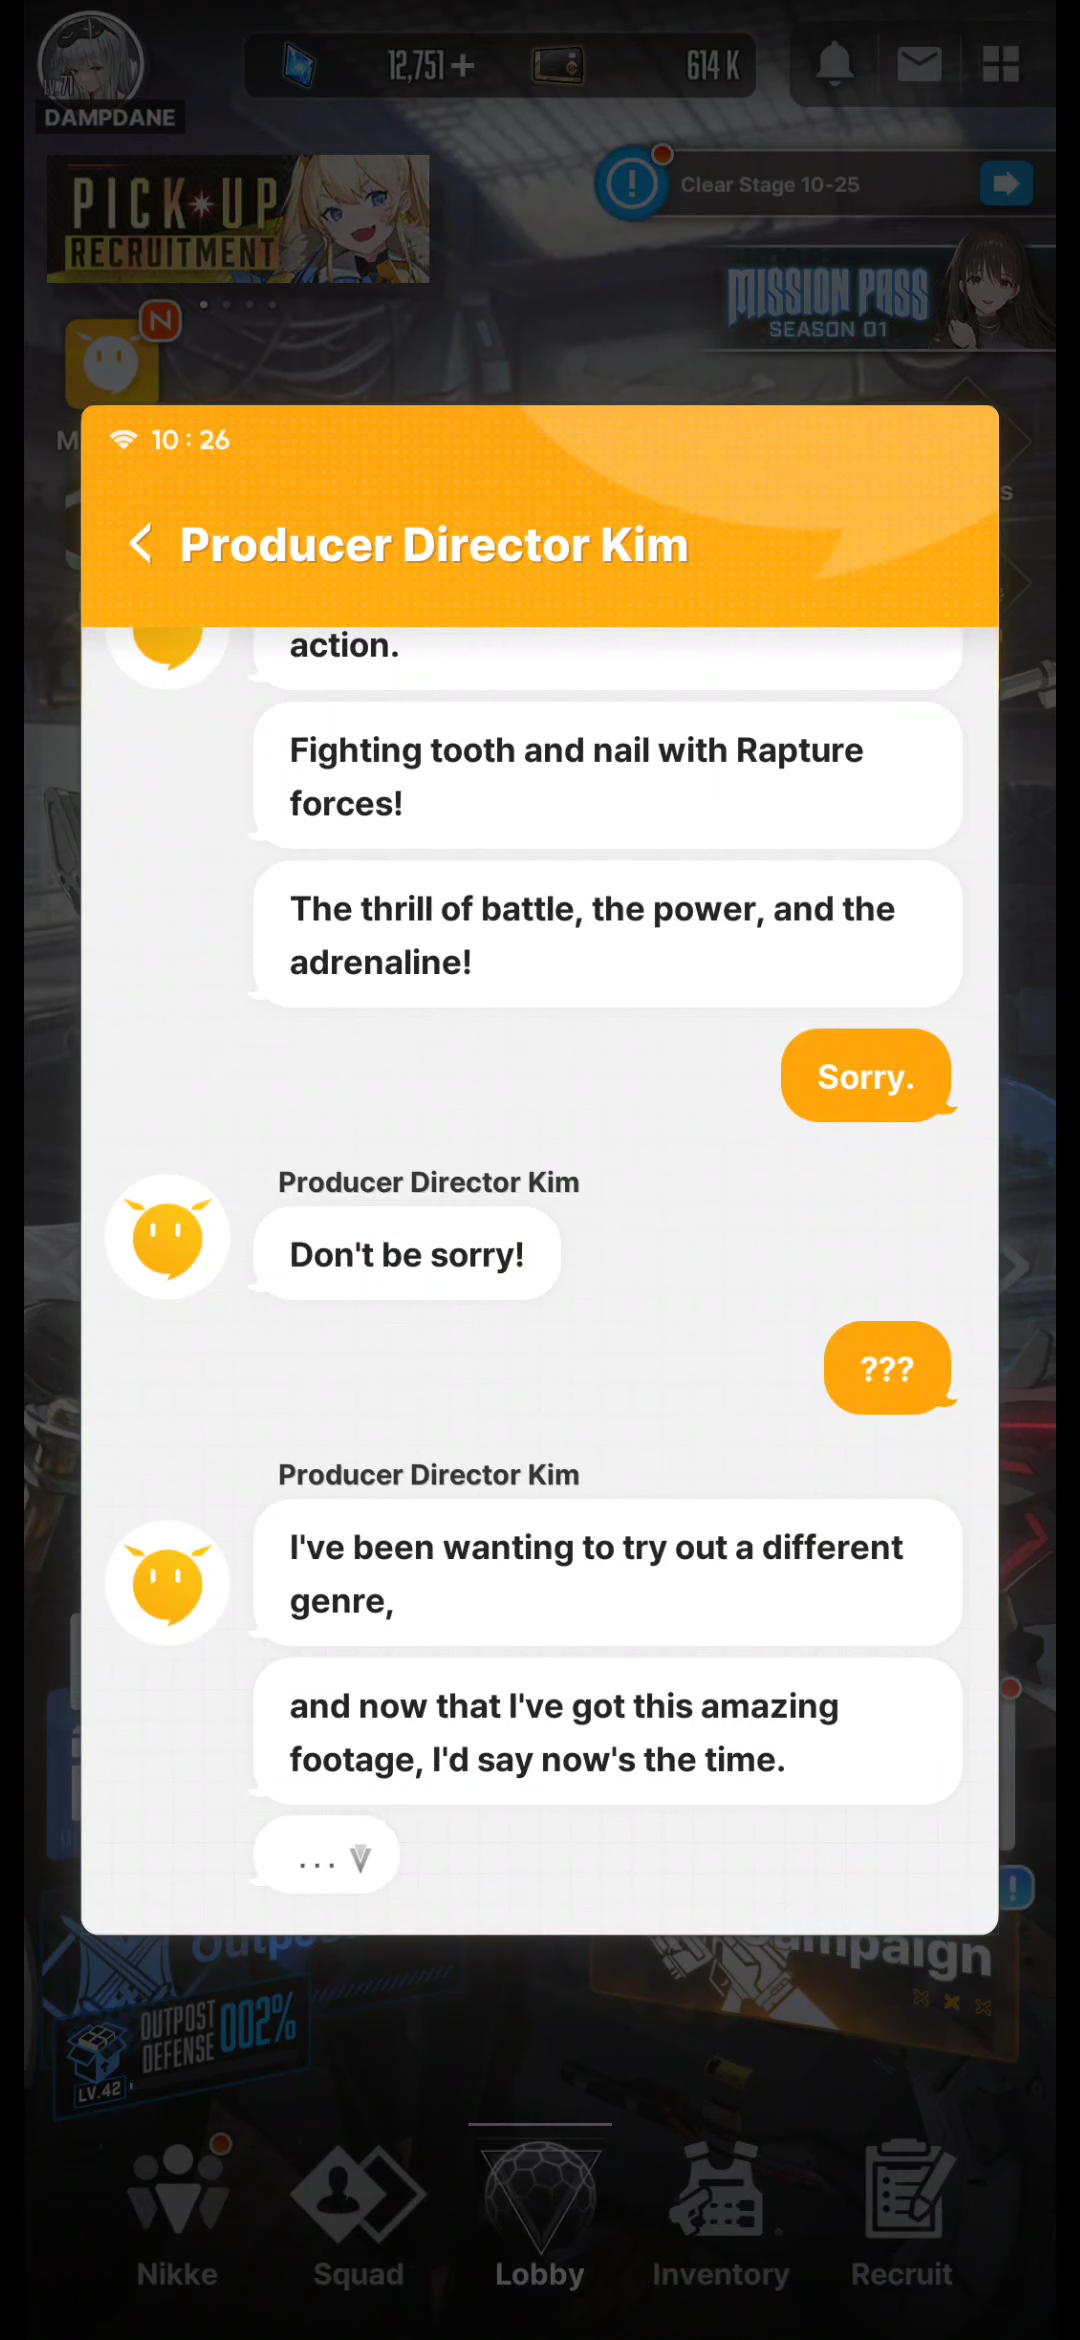 LV.71
12,751
614 K
DAMPDANE
PICK UP
RECRUITMENT
Clear Stage 10-25
MISSION PASS
SEASON 01
N
M
10 : 26
s
Producer Director Kim
action.
Fighting tooth and nail with Rapture
forces!
The thrill of battle, the power, and the
adrenaline!
Sorry.
Producer Director Kim
Don't be sorry!
???
Producer Director Kim
I've been wanting to try out a different
genre,
and now that I've got this amazing
footage, I'd say now's the time.
...
Outpo
ampaign
OUTPOST
DEFENSE
002%
LV.42
Nikke
Squad
Lobby
Inventory
Recruit